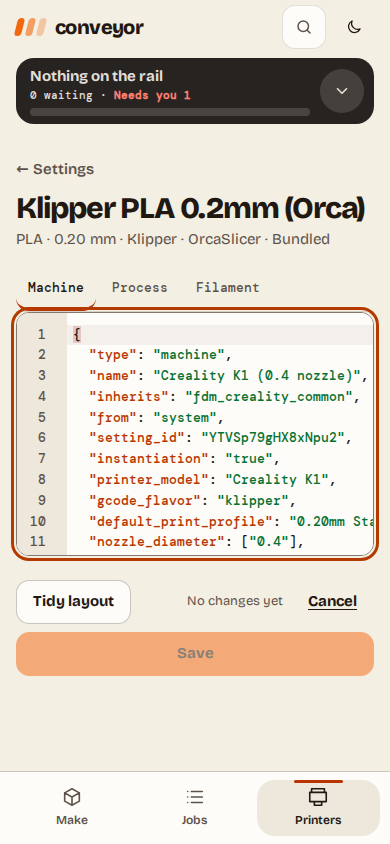 conveyor
Nothing on the rail
0 waiting · Needs you 1
← Settings
Klipper PLA 0.2mm (Orca)
PLA · 0.20 mm · Klipper · OrcaSlicer · Bundled
Machine Process Filament
1 {
2 "type": "machine",
3 "name": "Creality K1 (0.4 nozzle)",
4 "inherits": "fdm_creality_common",
5 "from": "system",
6 "setting_id": "YTVSp79gHX8xNpu2",
7 "instantiation": "true",
8 "printer_model": "Creality K1",
9 "gcode_flavor": "klipper",
10 "default_print_profile": "0.20mm Sta
11 "nozzle_diameter": ["0.4"],
Tidy layout No changes yet Cancel
Save
Make Jobs Printers